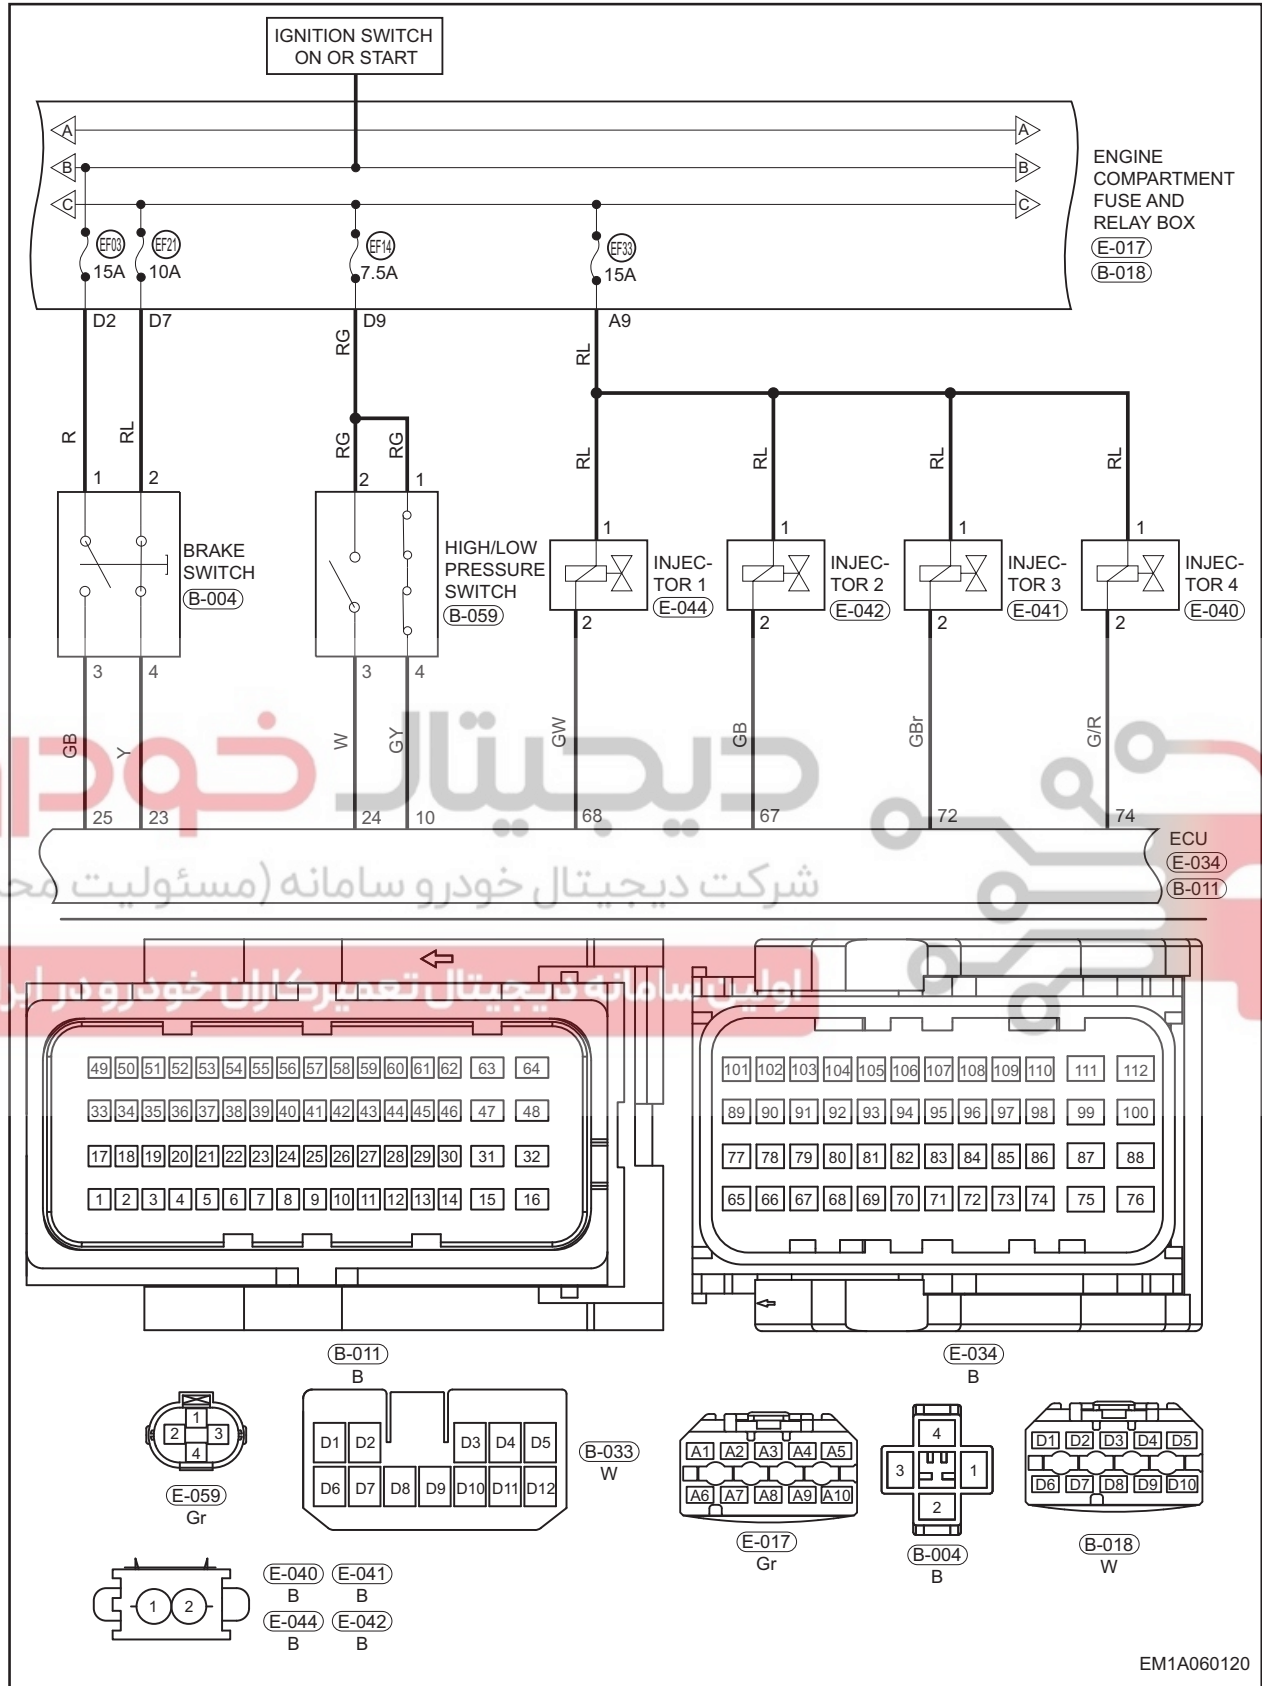 IGNITION SWITCH
ON OR START
A A
B B
C C
ENGINE
COMPARTMENT
FUSE AND
RELAY BOX
E-017
B-018
EF03 EF21 EF14 EF33
15A 10A 7.5A 15A
D2 D7 D9 A9
RG RL
R RL RG RG RL RL RL RL
1 2 2 1 1 1 1 1
BRAKE
SWITCH
B-004
HIGH/LOW
PRESSURE
SWITCH
B-059
INJEC-
TOR 1
E-044
INJEC-
TOR 2
E-042
INJEC-
TOR 3
E-041
INJEC-
TOR 4
E-040
2 2 2 2
3 4 3 4
GB Y W GY GW GB GBr G/R
دیجیتال خودرو
25 23 24 10 68 67 72 74
ECU
E-034
B-011
شرکت دیجیتال خودرو سامانه (مسئولیت
اولین سامانه دیجیتال تعمیرکاران خودرو در
49 50 51 52 53 54 55 56 57 58 59 60 61 62 63 64
33 34 35 36 37 38 39 40 41 42 43 44 45 46 47 48
17 18 19 20 21 22 23 24 25 26 27 28 29 30 31 32
1 2 3 4 5 6 7 8 9 10 11 12 13 14 15 16
B-011
B
101 102 103 104 105 106 107 108 109 110 111 112
89 90 91 92 93 94 95 96 97 98 99 100
77 78 79 80 81 82 83 84 85 86 87 88
65 66 67 68 69 70 71 72 73 74 75 76
E-034
B
1
2 3
4
E-059
Gr
D1 D2 D3 D4 D5
D6 D7 D8 D9 D10 D11 D12
B-033
W
A1 A2 A3 A4 A5
A6 A7 A8 A9 A10
E-017
Gr
4
3 1
2
B-004
B
D1 D2 D3 D4 D5
D6 D7 D8 D9 D10
B-018
W
1 2
E-040 E-041
B B
E-044 E-042
B B
EM1A060120